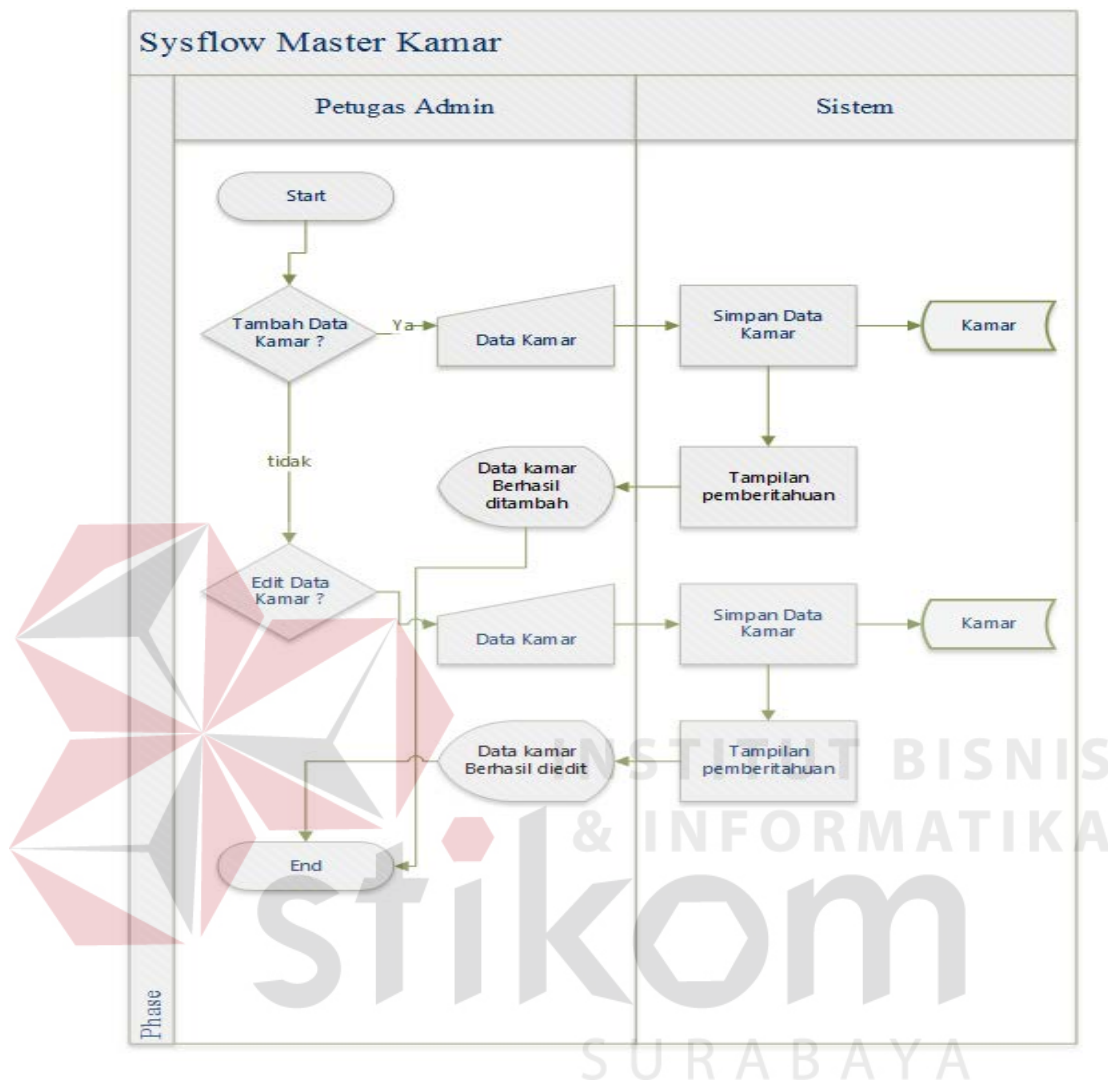 Sysflow Master Kamar
Petugas Admin
Sistem
Start
Tambah Data
Kamar ?
Ya
Data Kamar
Simpan Data
Kamar
Kamar
tidak
Data kamar
Berhasil
ditambah
Tampilan
pemberitahuan
Edit Data
Kamar ?
Data Kamar
Simpan Data
Kamar
Kamar
Data kamar
Berhasil diedit
Tampilan
pemberitahuan
End
Phase
INSTITUT BISNIS
& INFORMATIKA
stikom
SURABAYA